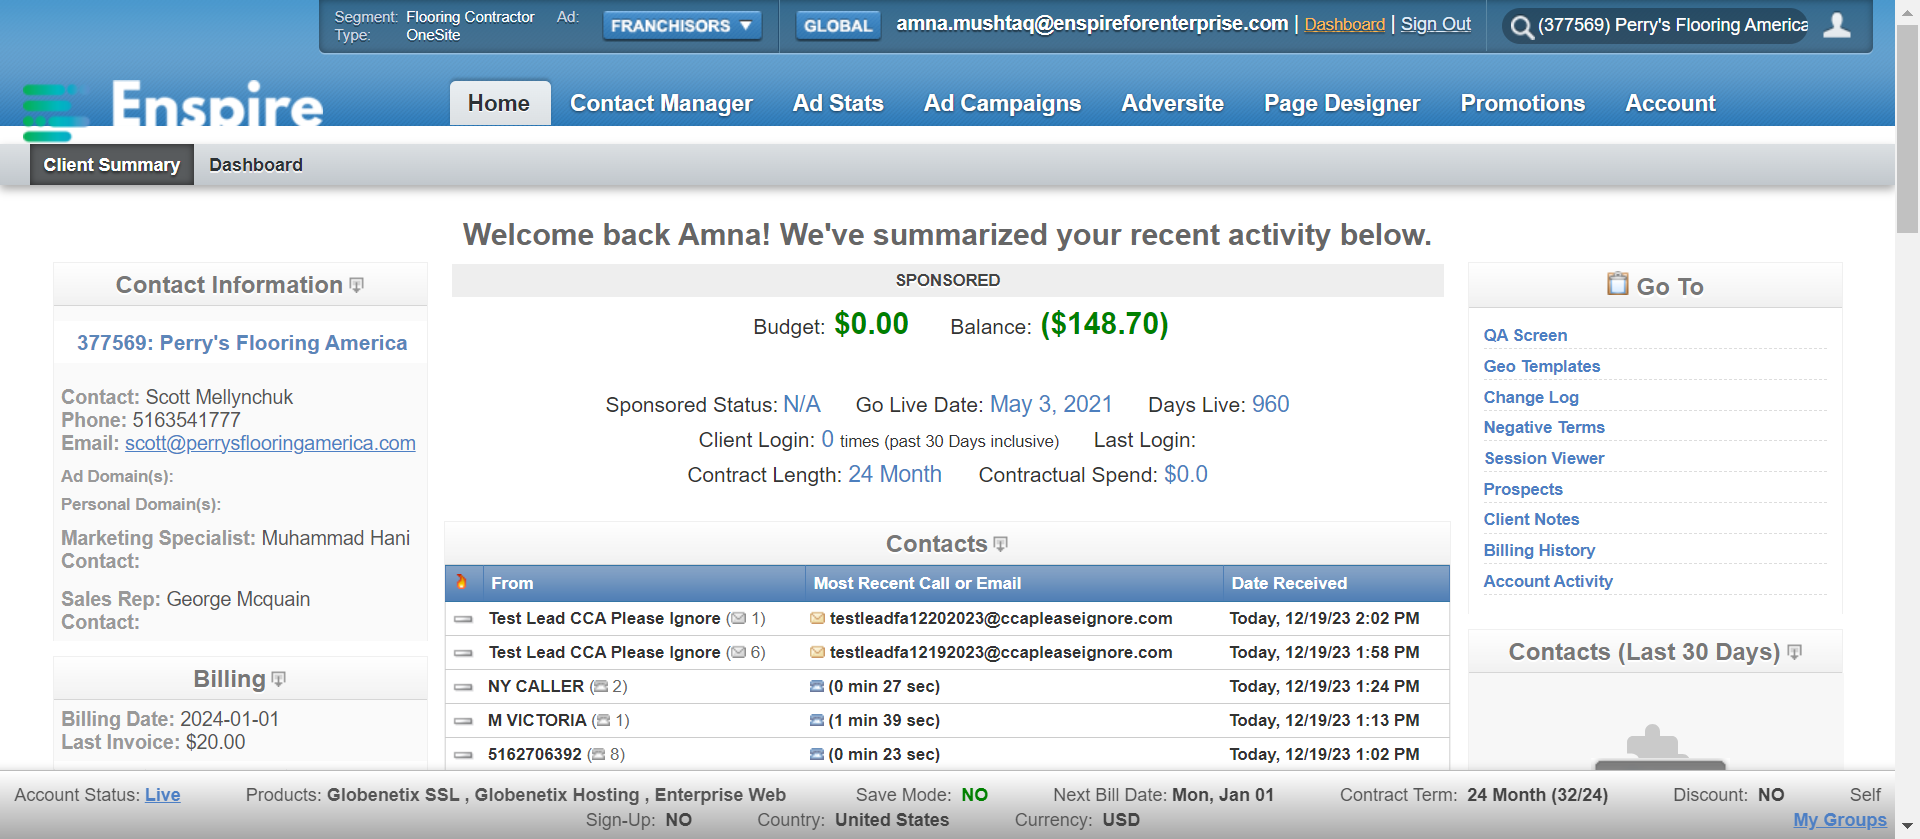 Segment: Flooring Contractor Ad:
Type: OneSite
FRANCHISORS ▼
GLOBAL
amna.mushtaq@enspireforenterprise.com | Dashboard | Sign Out
(377569) Perry's Flooring America
Enspire
Home Contact Manager Ad Stats Ad Campaigns Adversite Page Designer Promotions Account
Client Summary Dashboard
Welcome back Amna! We've summarized your recent activity below.
Contact Information
377569: Perry's Flooring America
Contact: Scott Mellynchuk
Phone: 5163541777
Email: scott@perrysflooringamerica.com
Ad Domain(s):
Personal Domain(s):
Marketing Specialist: Muhammad Hani
Contact:
Sales Rep: George Mcquain
Contact:
Billing
Billing Date: 2024-01-01
Last Invoice: $20.00
SPONSORED
Budget: $0.00 Balance: ($148.70)
Sponsored Status: N/A Go Live Date: May 3, 2021 Days Live: 960
Client Login: 0 times (past 30 Days inclusive) Last Login:
Contract Length: 24 Month Contractual Spend: $0.0
Contacts
From Most Recent Call or Email Date Received
Test Lead CCA Please Ignore (1) testleadfa12202023@ccapleaseignore.com Today, 12/19/23 2:02 PM
Test Lead CCA Please Ignore (6) testleadfa12192023@ccapleaseignore.com Today, 12/19/23 1:58 PM
NY CALLER (2) (0 min 27 sec) Today, 12/19/23 1:24 PM
M VICTORIA (1) (1 min 39 sec) Today, 12/19/23 1:13 PM
5162706392 (8) (0 min 23 sec) Today, 12/19/23 1:02 PM
Go To
QA Screen
Geo Templates
Change Log
Negative Terms
Session Viewer
Prospects
Client Notes
Billing History
Account Activity
Contacts (Last 30 Days)
Account Status: Live Products: Globenetix SSL , Globenetix Hosting , Enterprise Web Save Mode: NO Next Bill Date: Mon, Jan 01 Contract Term: 24 Month (32/24) Discount: NO Self
Sign-Up: NO Country: United States Currency: USD My Groups